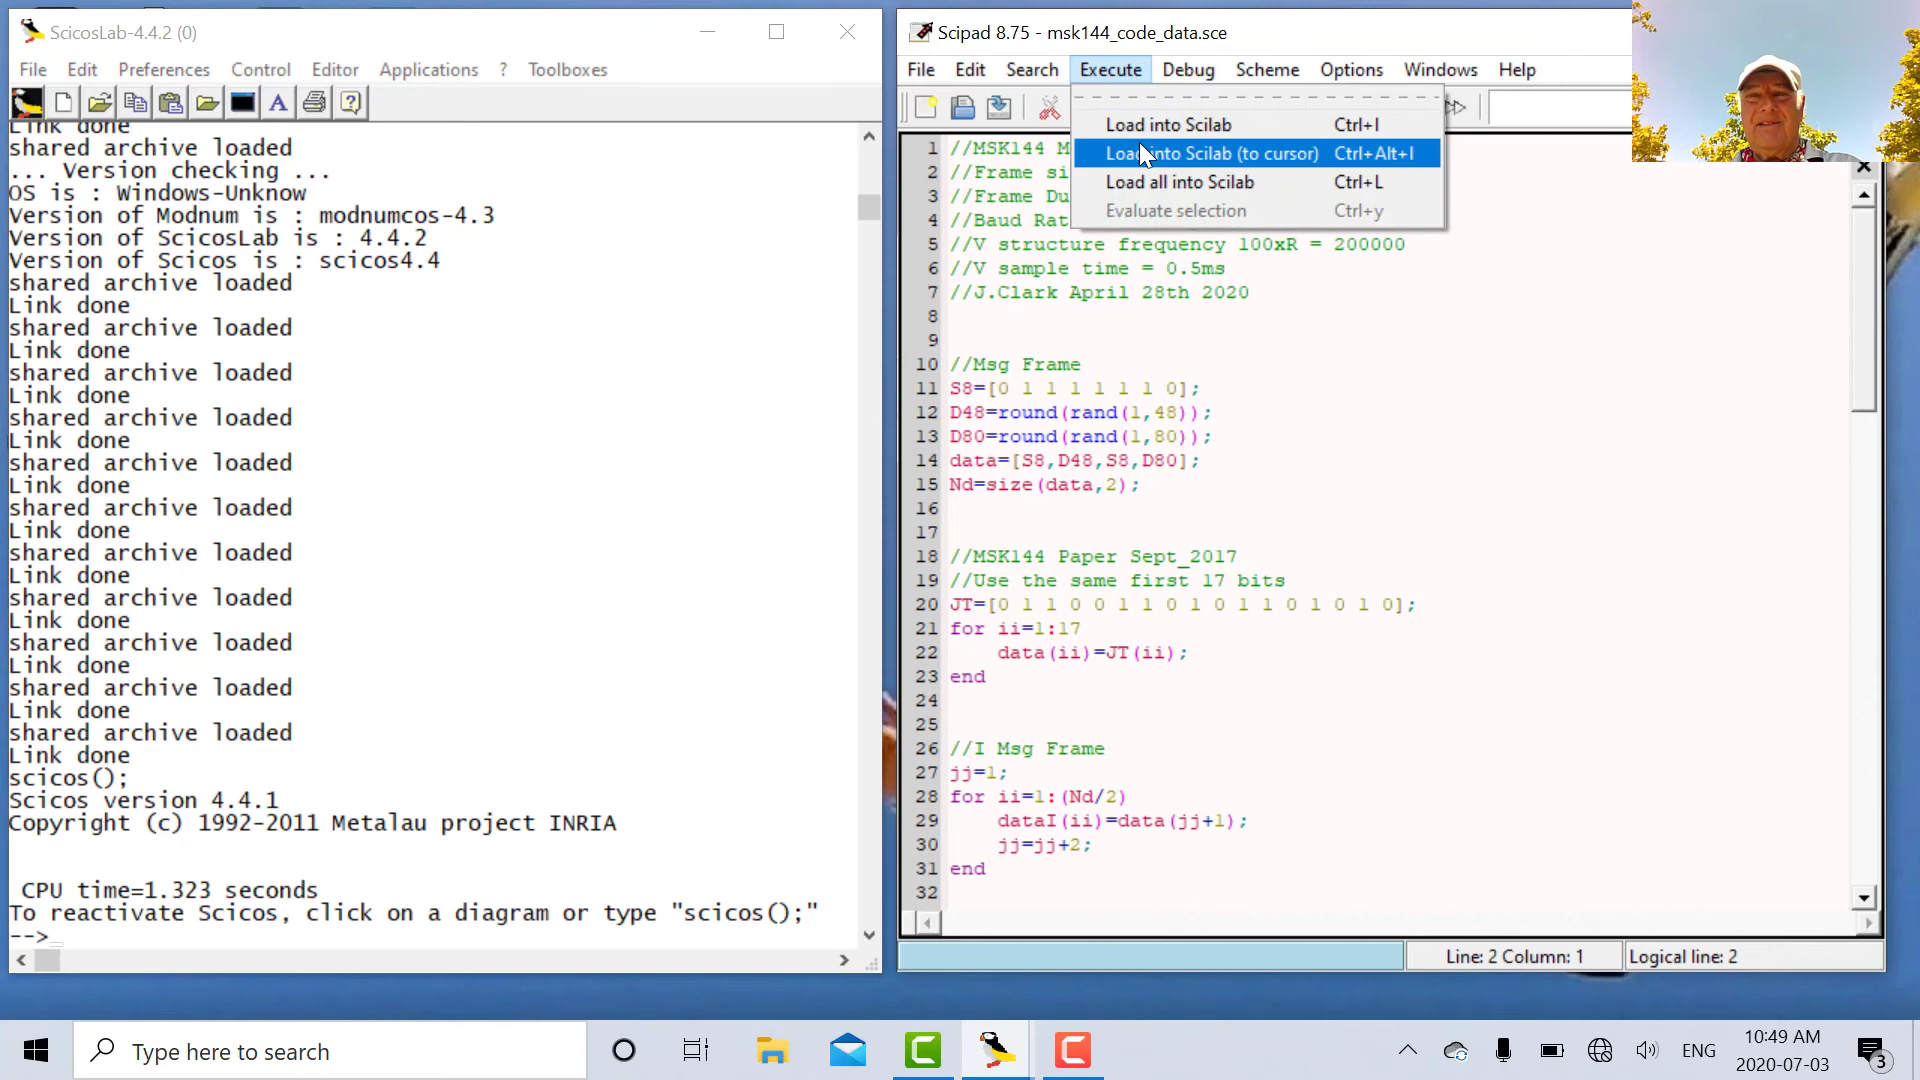 ScicosLab-4.4.2 (0)
File Edit Preferences Control Editor Applications ? Toolboxes
Link done
shared archive loaded
... Version checking ...
OS is : Windows-Unknow
Version of Modnum is : modnumcos-4.3
Version of ScicosLab is : 4.4.2
Version of Scicos is : scicos4.4
shared archive loaded
Link done
shared archive loaded
Link done
shared archive loaded
Link done
shared archive loaded
Link done
shared archive loaded
Link done
shared archive loaded
Link done
shared archive loaded
Link done
shared archive loaded
Link done
shared archive loaded
Link done
shared archive loaded
Link done
shared archive loaded
Link done
scicos();
Scicos version 4.4.1
Copyright (c) 1992-2011 Metalau project INRIA
CPU time=1.323 seconds
To reactivate Scicos, click on a diagram or type "scicos();"
-->
Scipad 8.75 - msk144_code_data.sce
File Edit Search Execute Debug Scheme Options Windows Help
Load into Scilab Ctrl+I
Load into Scilab (to cursor) Ctrl+Alt+I
Load all into Scilab Ctrl+L
Evaluate selection Ctrl+y
1 //MSK144 M
2 //Frame si
3 //Frame Du
4 //Baud Rat
5 //V structure frequency 100xR = 200000
6 //V sample time = 0.5ms
7 //J.Clark April 28th 2020
8
9
10 //Msg Frame
11 S8=[0 1 1 1 1 1 1 0];
12 D48=round(rand(1,48));
13 D80=round(rand(1,80));
14 data=[S8,D48,S8,D80];
15 Nd=size(data,2);
16
17
18 //MSK144 Paper Sept_2017
19 //Use the same first 17 bits
20 JT=[0 1 1 0 0 1 1 0 1 0 1 1 0 1 0 1 0];
21 for ii=1:17
22 data(ii)=JT(ii);
23 end
24
25
26 //I Msg Frame
27 jj=1;
28 for ii=1:(Nd/2)
29 dataI(ii)=data(jj+1);
30 jj=jj+2;
31 end
32
Line: 2 Column: 1 Logical line: 2
Type here to search
ENG
10:49 AM
2020-07-03
3